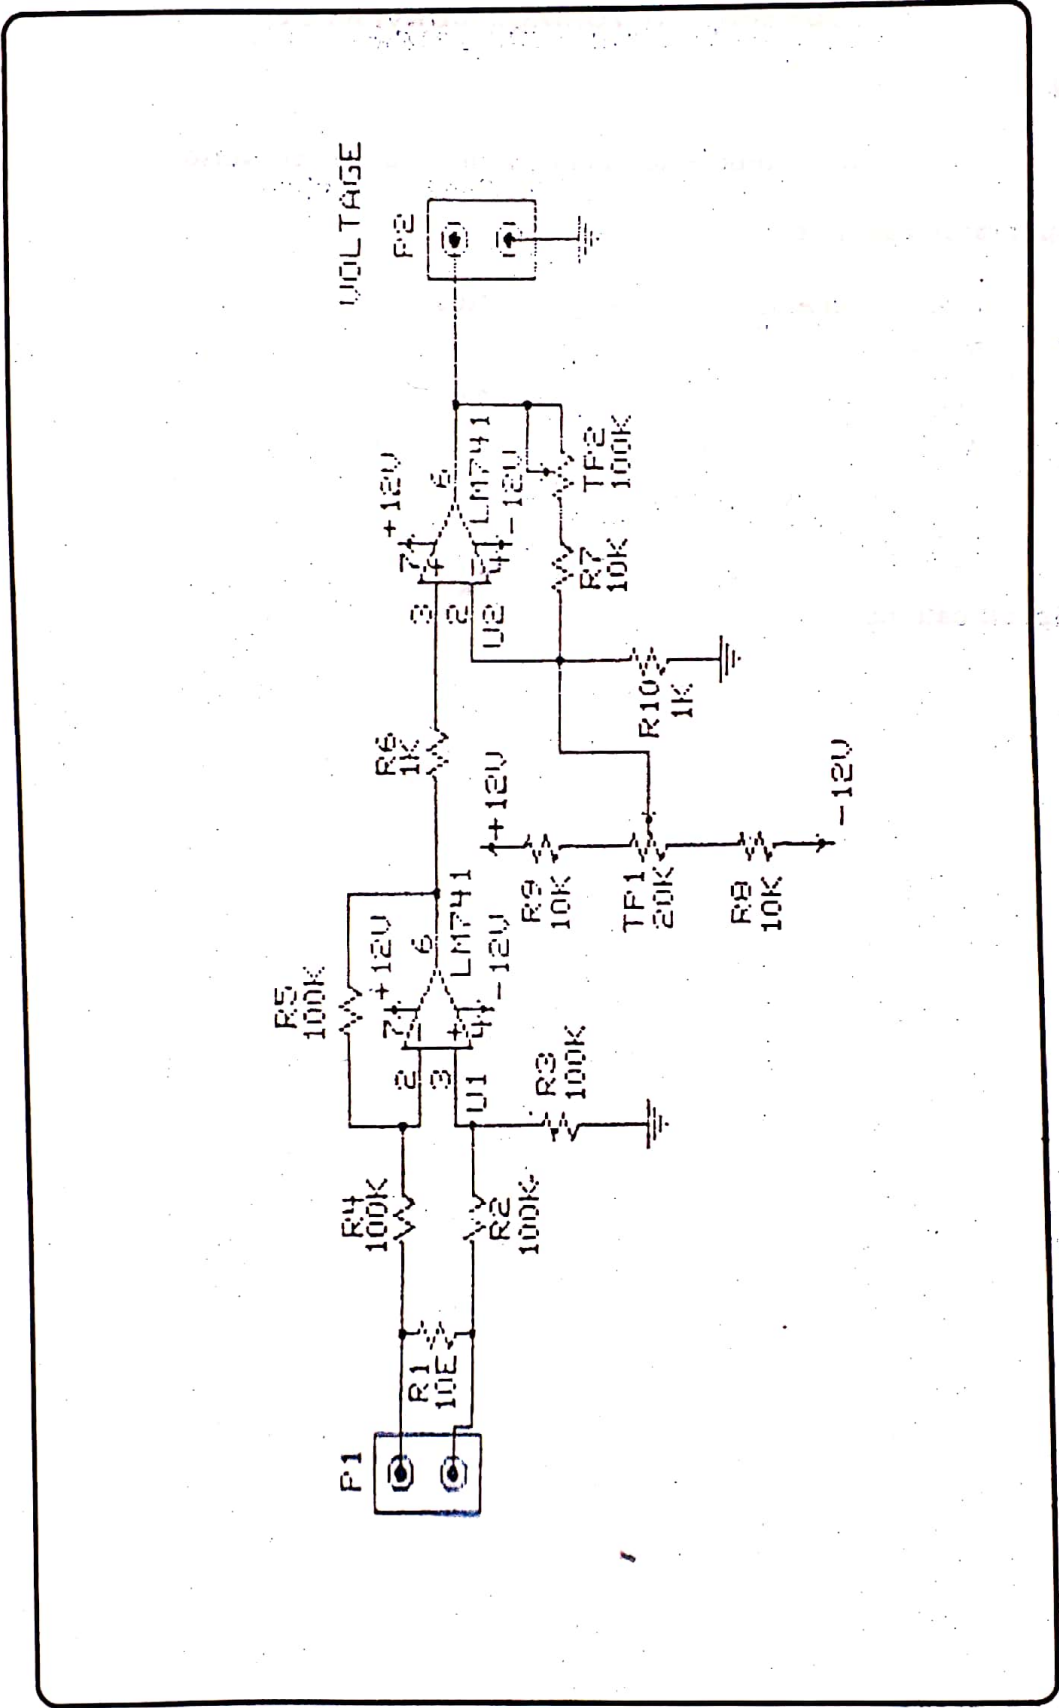 P1
R1
10E
R4
100K
R2
100K
R5
100K
2
3
U1
7
-
+
4
+12V
6
LM741
-12V
R3
100K
R6
1K
+12V
R9
10K
TP1
20K
R8
10K
-12V
3
2
U2
7
+
-
4
+12V
6
LM741
-12V
R10
1K
R7
10K
TP2
100K
P2
VOLTAGE